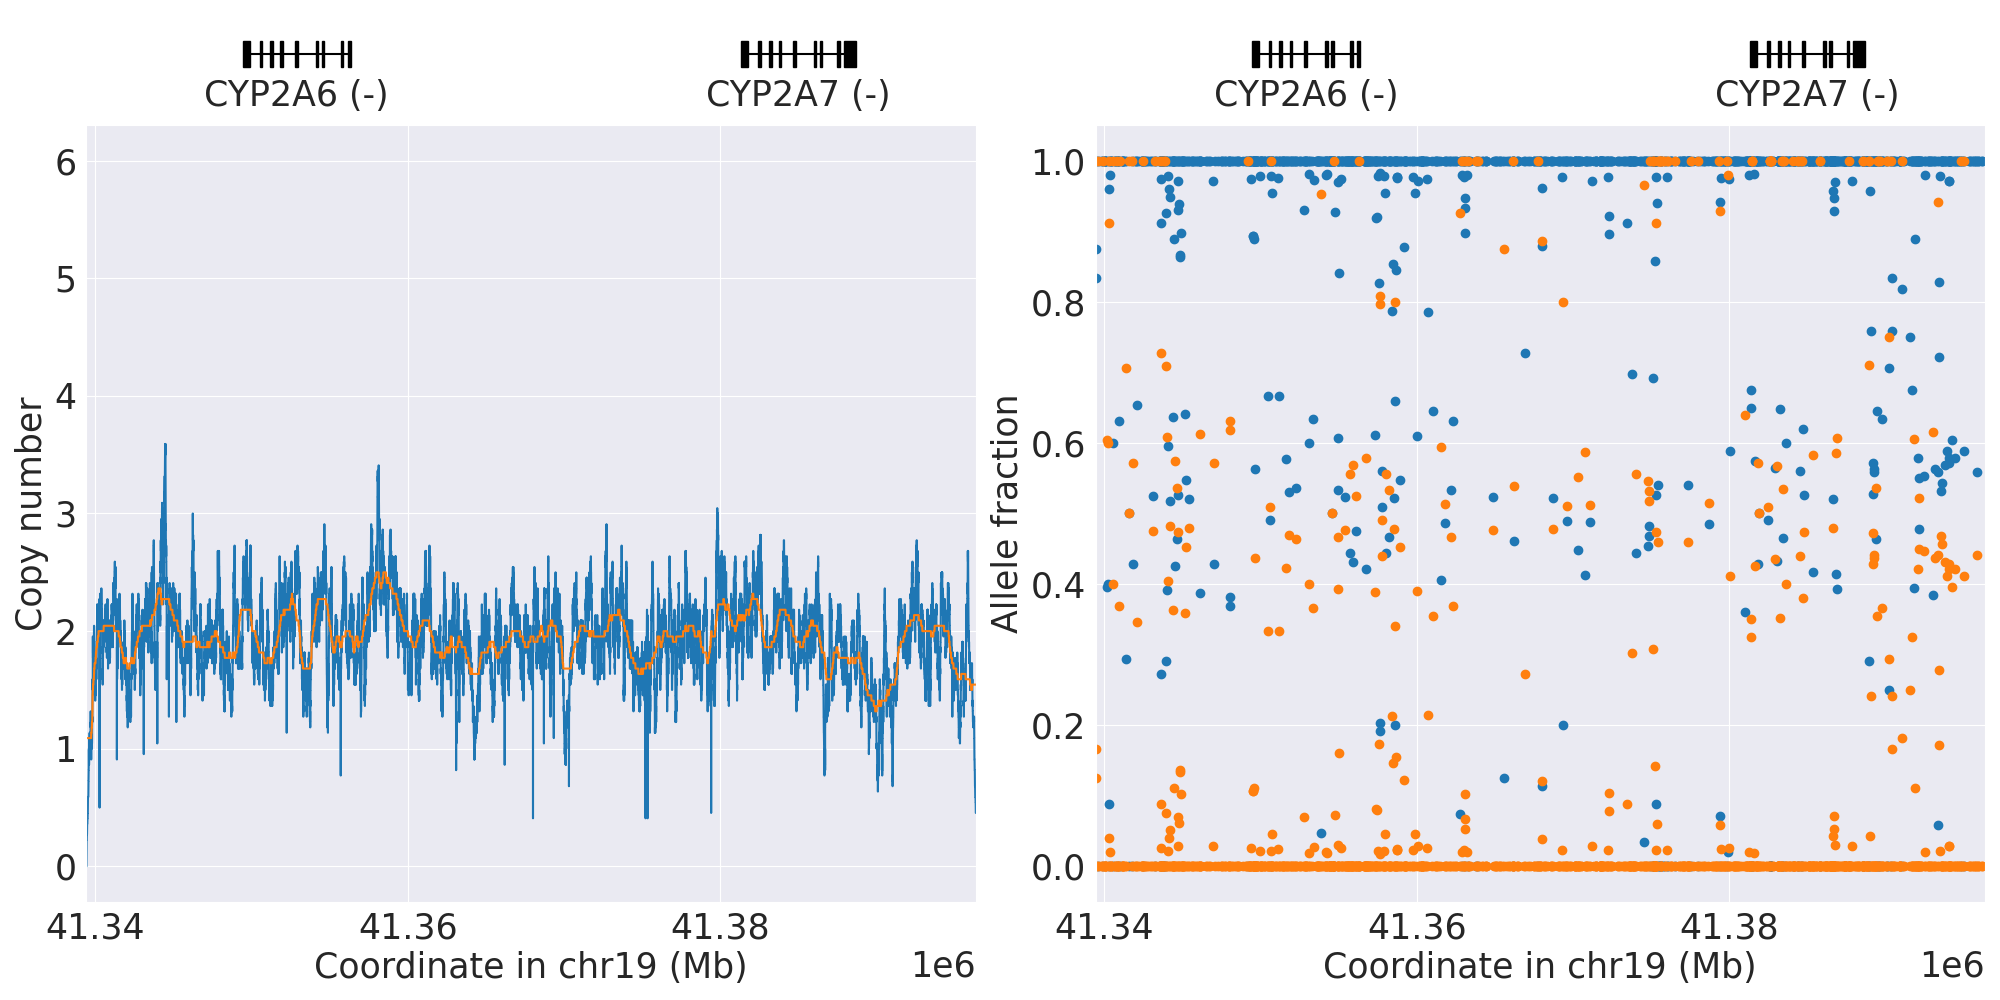 CYP2A6 (-) CYP2A7 (-)
6
5
4
3
2
1
0
Copy number
41.34 41.36 41.38
Coordinate in chr19 (Mb) 1e6
CYP2A6 (-) CYP2A7 (-)
1.0
0.8
0.6
0.4
0.2
0.0
Allele fraction
41.34 41.36 41.38
Coordinate in chr19 (Mb) 1e6